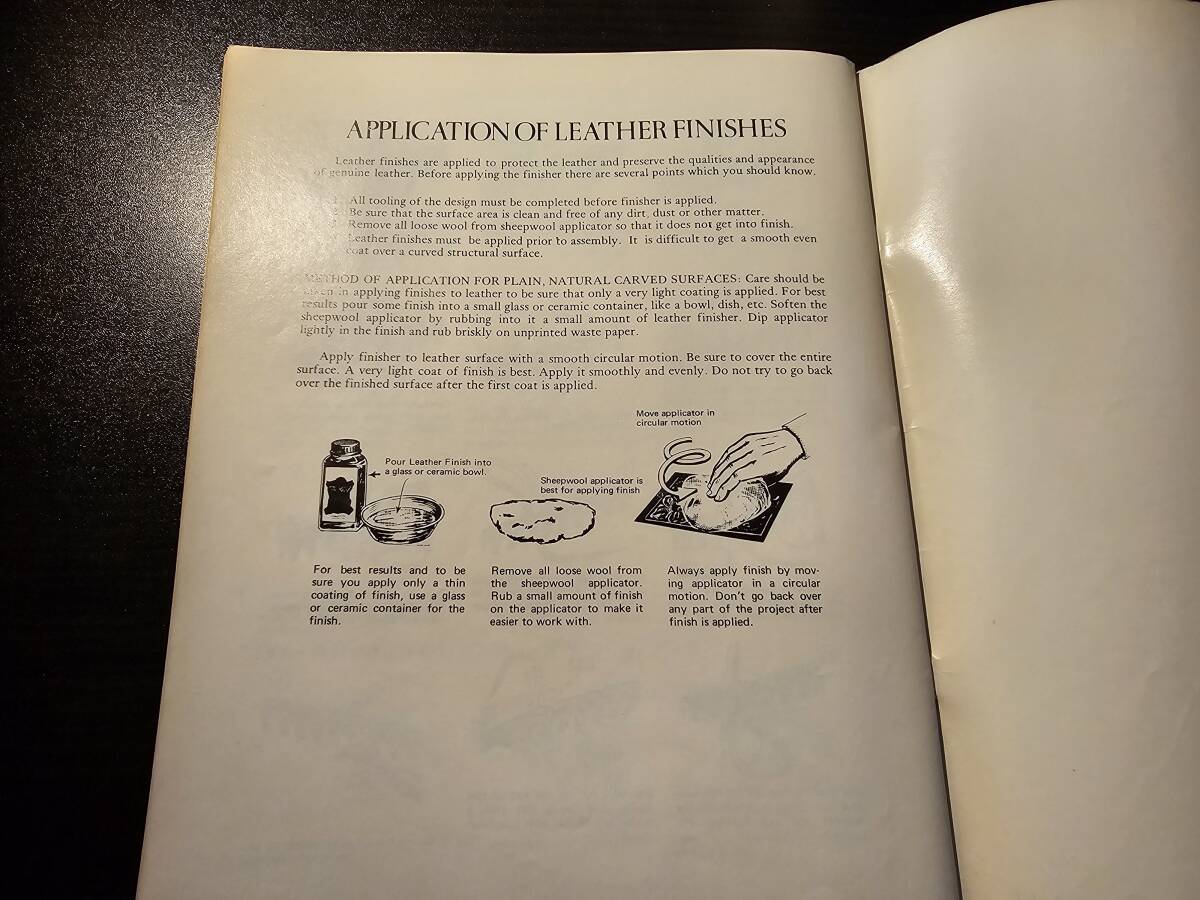 APPLICATION OF LEATHER FINISHES
Leather finishes are applied to protect the leather and preserve the qualities and appearance
of genuine leather. Before applying the finisher there are several points which you should know.
1. All tooling of the design must be completed before finisher is applied.
2. Be sure that the surface area is clean and free of any dirt, dust or other matter.
Remove all loose wool from sheepwool applicator so that it does not get into finish.
Leather finishes must be applied prior to assembly. It is difficult to get a smooth even
coat over a curved structural surface.
METHOD OF APPLICATION FOR PLAIN, NATURAL CARVED SURFACES: Care should be
taken in applying finishes to leather to be sure that only a very light coating is applied. For best
results pour some finish into a small glass or ceramic container, like a bowl, dish, etc. Soften the
sheepwool applicator by rubbing into it a small amount of leather finisher. Dip applicator
lightly in the finish and rub briskly on unprinted waste paper.
Apply finisher to leather surface with a smooth circular motion. Be sure to cover the entire
surface. A very light coat of finish is best. Apply it smoothly and evenly. Do not try to go back
over the finished surface after the first coat is applied.
Move applicator in
circular motion
Pour Leather Finish into
a glass or ceramic bowl.
Sheepwool applicator is
best for applying finish
For best results and to be
sure you apply only a thin
coating of finish, use a glass
or ceramic container for the
finish.
Remove all loose wool from
the sheepwool applicator.
Rub a small amount of finish
on the applicator to make it
easier to work with.
Always apply finish by mov-
ing applicator in a circular
motion. Don't go back over
any part of the project after
finish is applied.